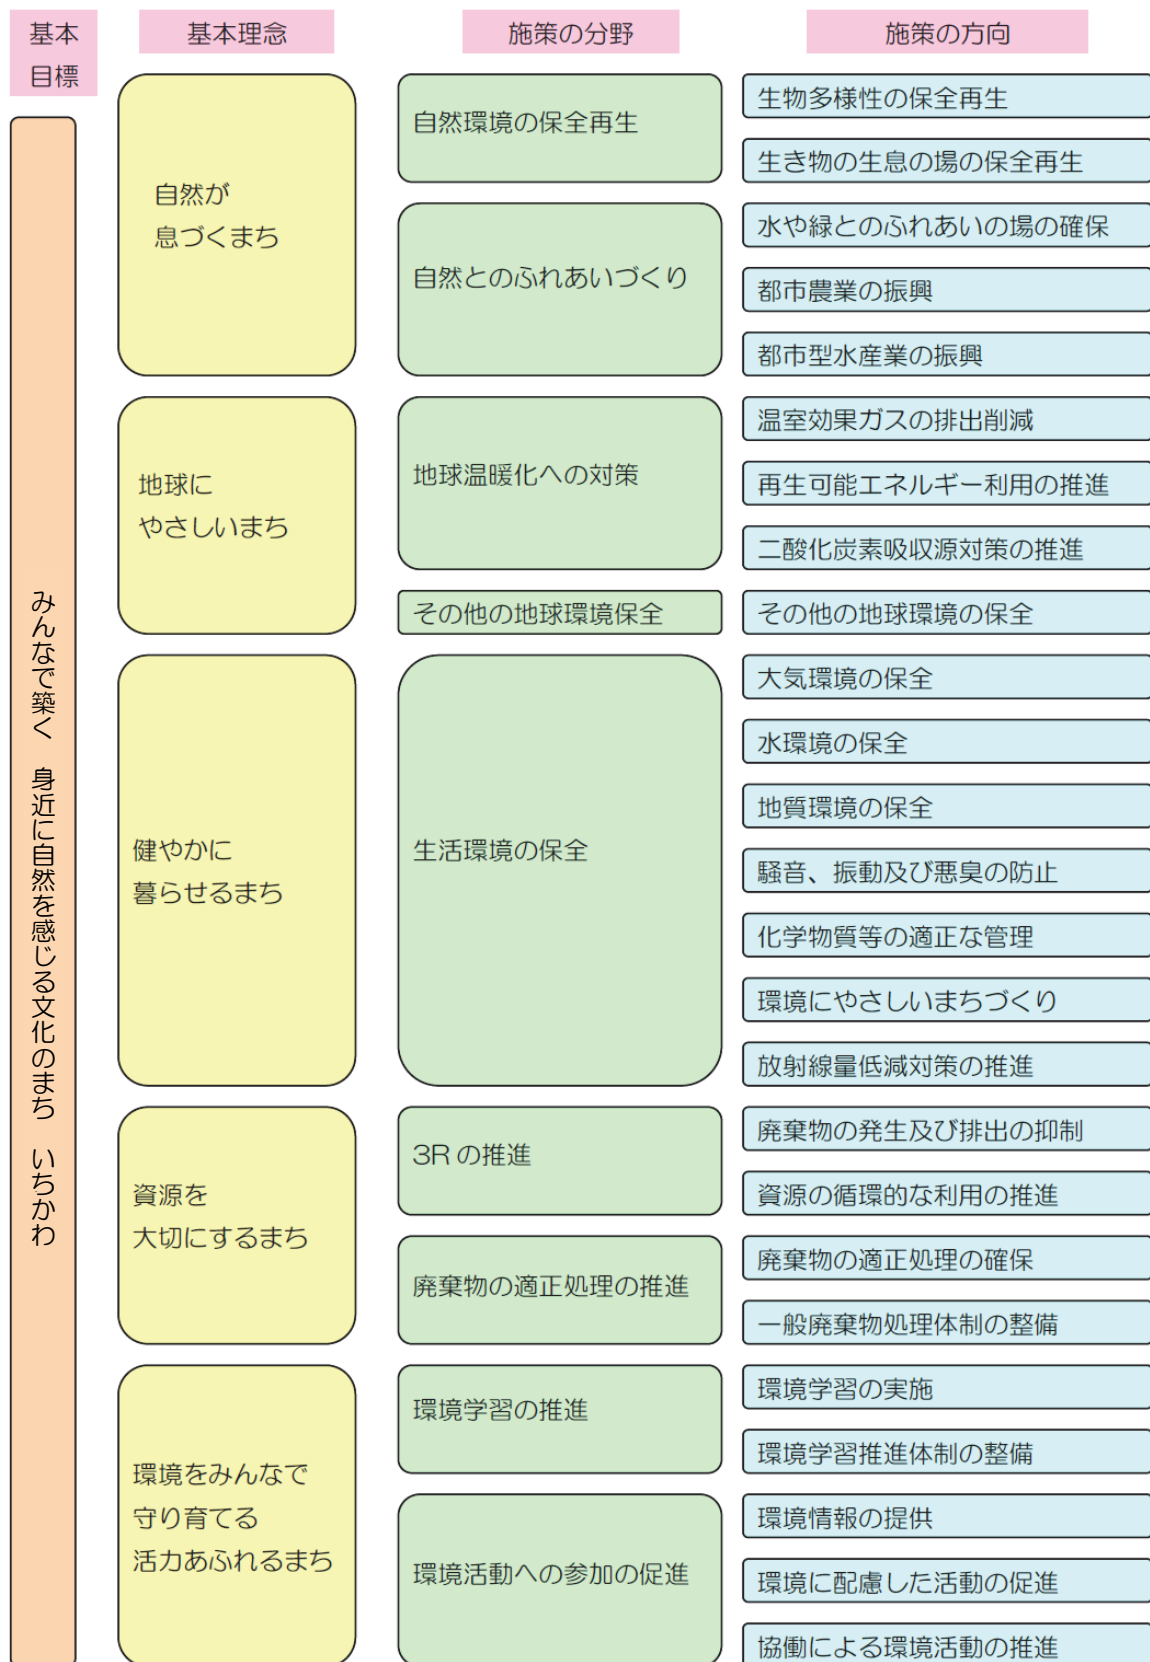 基本
目標
基本理念
施策の分野
施策の方向
みんなで築く　身近に自然を感じる文化のまち　いちかわ
自然が
息づくまち
自然環境の保全再生
生物多様性の保全再生
生き物の生息の場の保全再生
自然とのふれあいづくり
水や緑とのふれあいの場の確保
都市農業の振興
都市型水産業の振興
地球に
やさしいまち
地球温暖化への対策
温室効果ガスの排出削減
再生可能エネルギー利用の推進
二酸化炭素吸収源対策の推進
その他の地球環境保全
その他の地球環境の保全
健やかに
暮らせるまち
生活環境の保全
大気環境の保全
水環境の保全
地質環境の保全
騒音、振動及び悪臭の防止
化学物質等の適正な管理
環境にやさしいまちづくり
放射線量低減対策の推進
資源を
大切にするまち
3R の推進
廃棄物の発生及び排出の抑制
資源の循環的な利用の推進
廃棄物の適正処理の推進
廃棄物の適正処理の確保
一般廃棄物処理体制の整備
環境をみんなで
守り育てる
活力あふれるまち
環境学習の推進
環境学習の実施
環境学習推進体制の整備
環境活動への参加の促進
環境情報の提供
環境に配慮した活動の促進
協働による環境活動の推進